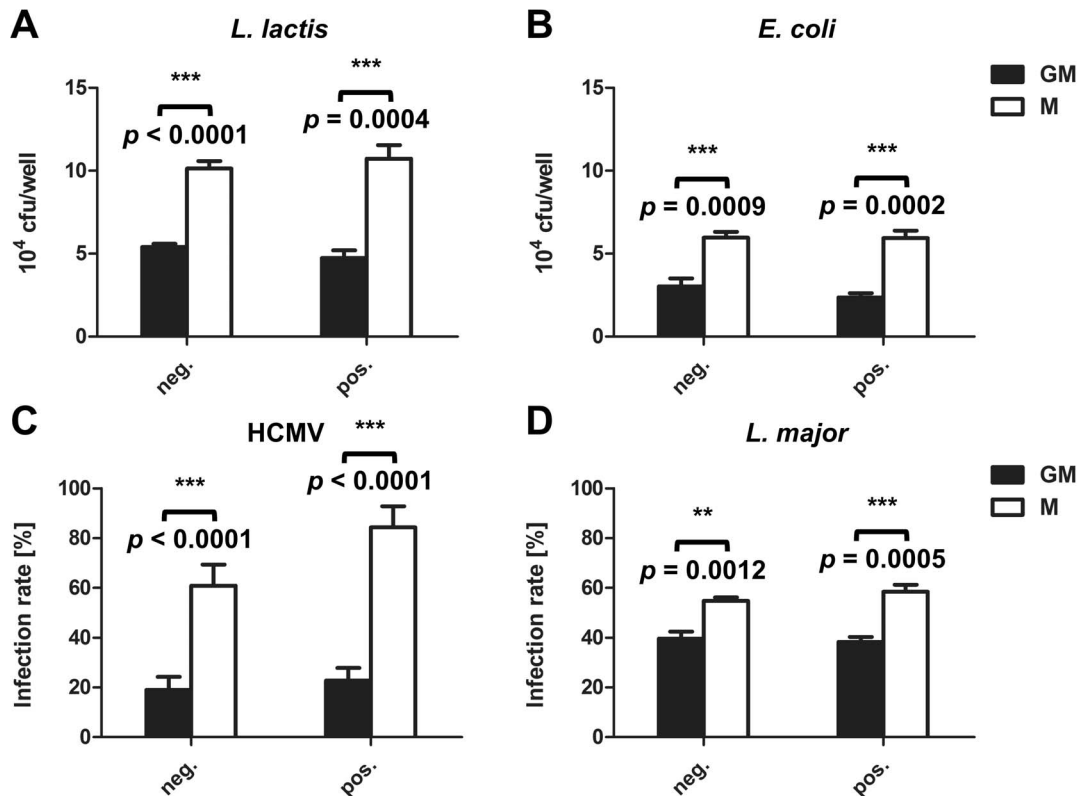 A
L. lactis
10⁴ cfu/well
15
10
5
0
***
p < 0.0001
***
p = 0.0004
neg.
pos.
B
E. coli
10⁴ cfu/well
15
10
5
0
***
p = 0.0009
***
p = 0.0002
neg.
pos.
GM
M
C
HCMV
Infection rate [%]
100
80
60
40
20
0
***
p < 0.0001
***
p < 0.0001
neg.
pos.
D
L. major
Infection rate [%]
100
80
60
40
20
0
**
p = 0.0012
***
p = 0.0005
neg.
pos.
GM
M